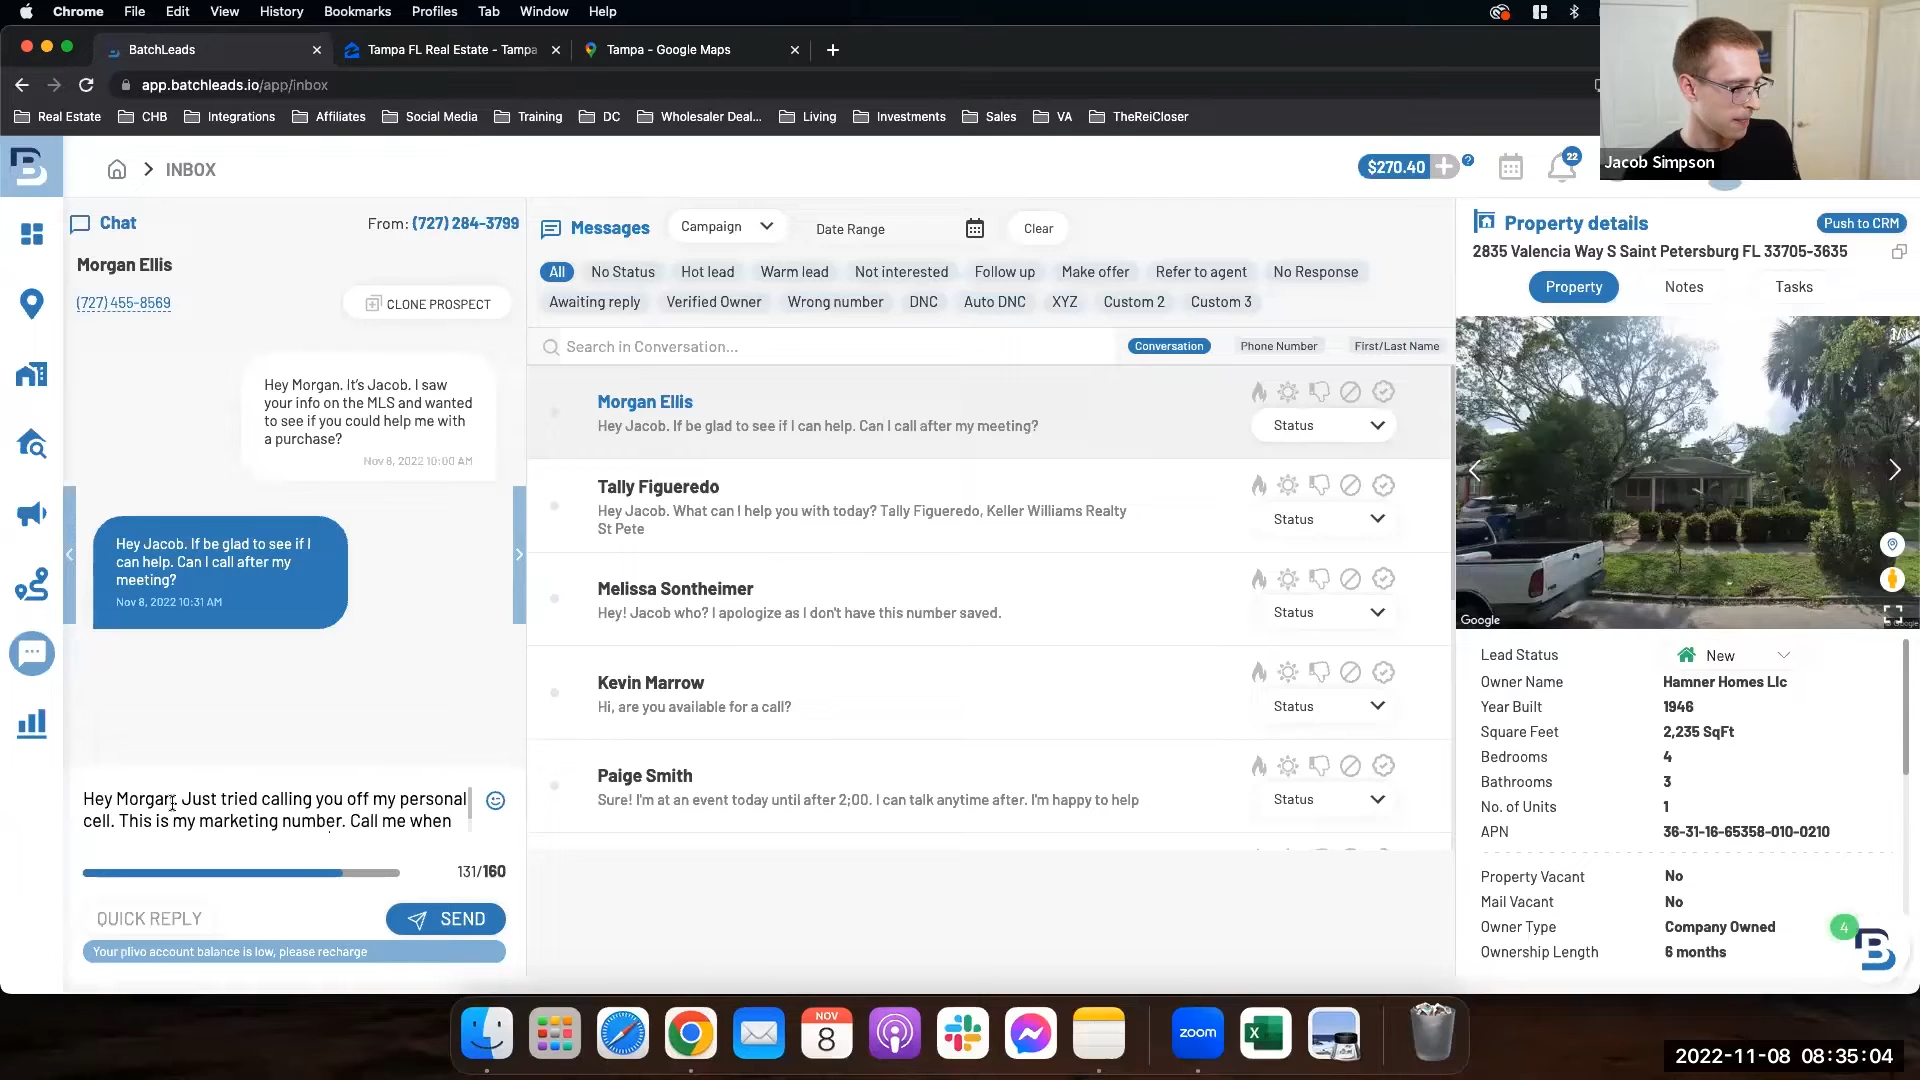 Chrome File Edit View History Bookmarks Profiles Tab Window Help
BatchLeads
Tampa FL Real Estate - Tampa
Tampa - Google Maps
app.batchleads.io/app/inbox
Real Estate CHB Integrations Affiliates Social Media Training DC Wholesaler Deal... Living Investments Sales VA TheReiCloser
Jacob Simpson
INBOX
$270.40
22
Chat
From: (727) 284-3799
Morgan Ellis
(727) 455-8569
CLONE PROSPECT
Hey Morgan. It's Jacob. I saw
your info on the MLS and wanted
to see if you could help me with
a purchase?
Nov 8, 2022 10:00 AM
Hey Jacob. If be glad to see if I
can help. Can I call after my
meeting?
Nov 8, 2022 10:31 AM
Hey Morgan. Just tried calling you off my personal
cell. This is my marketing number. Call me when
131/160
QUICK REPLY
SEND
Your plivo account balance is low, please recharge
Messages
Campaign
Date Range
Clear
All No Status Hot lead Warm lead Not interested Follow up Make offer Refer to agent No Response
Awaiting reply Verified Owner Wrong number DNC Auto DNC XYZ Custom 2 Custom 3
Search in Conversation...
Conversation Phone Number First/Last Name
Morgan Ellis
Hey Jacob. If be glad to see if I can help. Can I call after my meeting?
Status
Tally Figueredo
Hey Jacob. What can I help you with today? Tally Figueredo, Keller Williams Realty
St Pete
Status
Melissa Sontheimer
Hey! Jacob who? I apologize as I don't have this number saved.
Status
Kevin Marrow
Hi, are you available for a call?
Status
Paige Smith
Sure! I'm at an event today until after 2;00. I can talk anytime after. I'm happy to help
Status
Property details
Push to CRM
2835 Valencia Way S Saint Petersburg FL 33705-3635
Property Notes Tasks
1/1
Google
Lead Status New
Owner Name Hamner Homes Llc
Year Built 1946
Square Feet 2,235 SqFt
Bedrooms 4
Bathrooms 3
No. of Units 1
APN 36-31-16-65358-010-0210
Property Vacant No
Mail Vacant No
Owner Type Company Owned
Ownership Length 6 months
4
NOV
8
zoom
2022-11-08 08:35:04